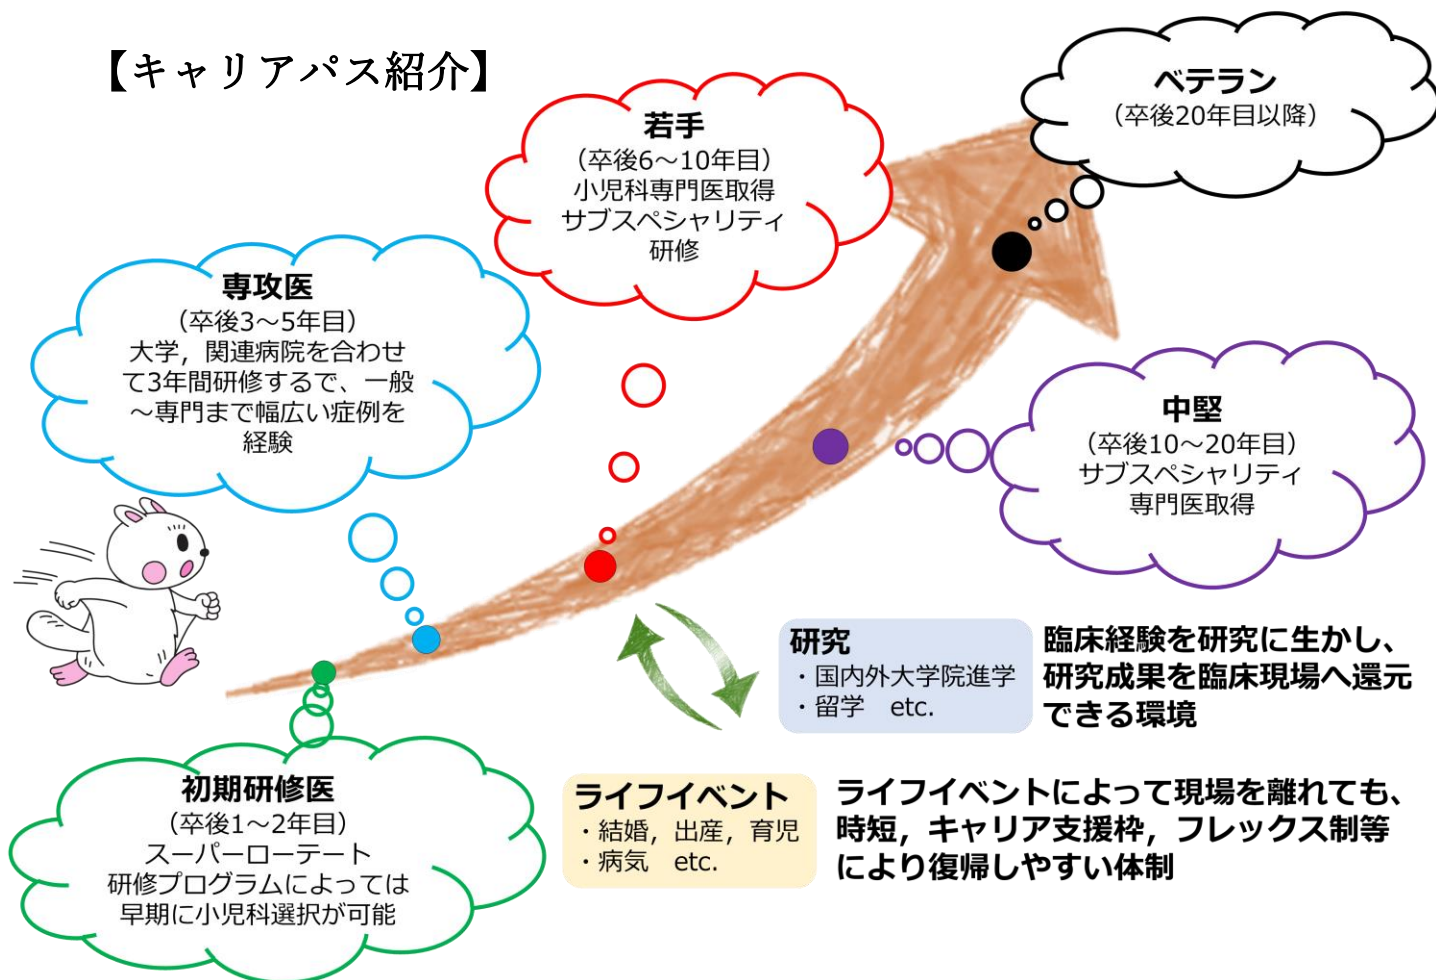 【キャリアパス紹介】
ベテラン
（卒後20年目以降）
若手
（卒後6～10年目）
小児科専門医取得
サブスペシャリティ
研修
専攻医
（卒後3～5年目）
大学，関連病院を合わせ
て3年間研修するで、一般
～専門まで幅広い症例を
経験
中堅
（卒後10～20年目）
サブスペシャリティ
専門医取得
研究
・国内外大学院進学
・留学　etc.
臨床経験を研究に生かし、
研究成果を臨床現場へ還元
できる環境
初期研修医
（卒後1～2年目）
スーパーローテート
研修プログラムによっては
早期に小児科選択が可能
ライフイベント
・結婚，出産，育児
・病気　etc.
ライフイベントによって現場を離れても、
時短，キャリア支援枠，フレックス制等
により復帰しやすい体制